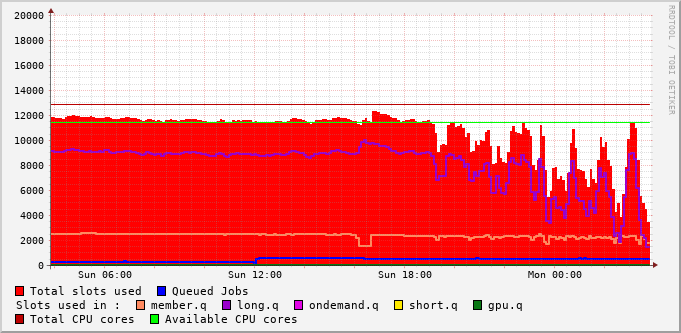 RRDTOOL / TOBI OETIKER
20000
18000
16000
14000
12000
10000
8000
6000
4000
2000
0
Sun 06:00 Sun 12:00 Sun 18:00 Mon 00:00
Total slots used Queued Jobs
Slots used in : member.q long.q ondemand.q short.q gpu.q
Total CPU cores Available CPU cores